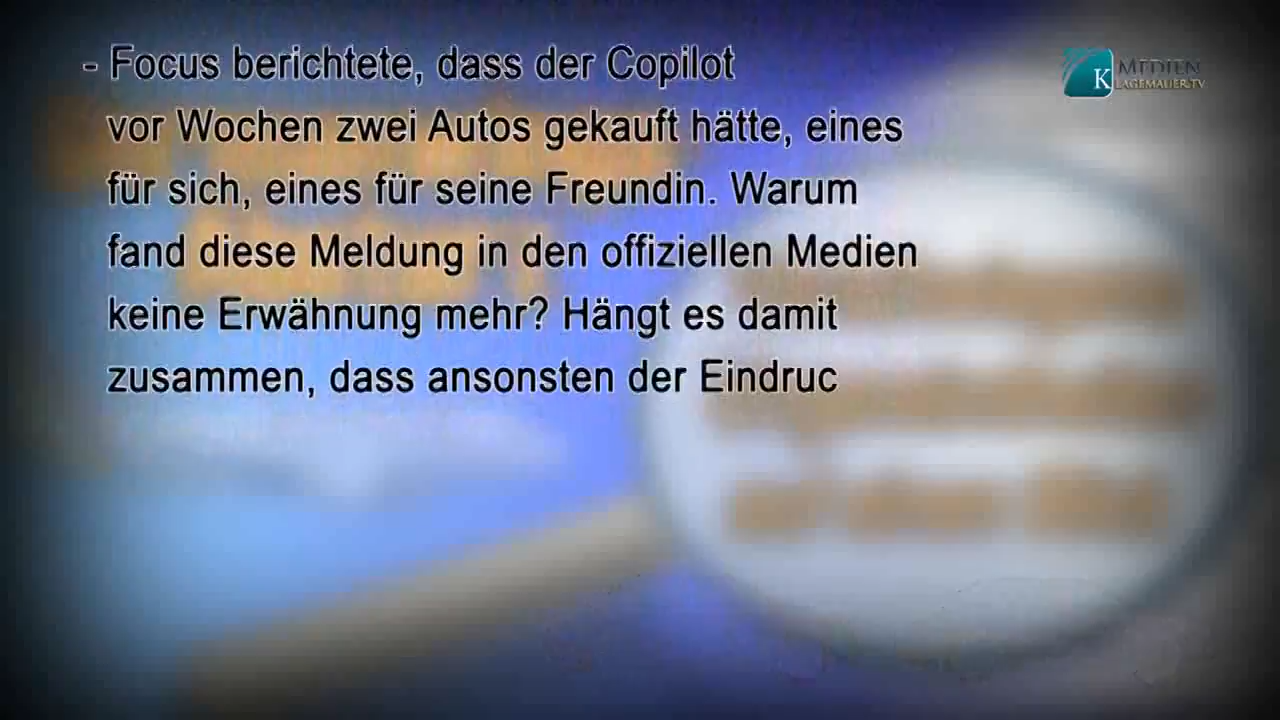 - Focus berichtete, dass der Copilot
vor Wochen zwei Autos gekauft hätte, eines
für sich, eines für seine Freundin. Warum
fand diese Meldung in den offiziellen Medien
keine Erwähnung mehr? Hängt es damit
zusammen, dass ansonsten der Eindruc
K MEDIEN
LAGEMAUER.TV